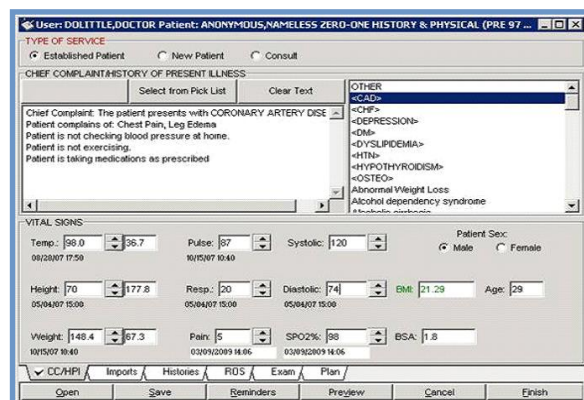 User: DOLITTLE,DOCTOR Patient: ANONYMOUS,NAMELESS ZERO-ONE HISTORY & PHYSICAL (PRE 97 ...
TYPE OF SERVICE
Established Patient New Patient Consult
CHIEF COMPLAINT/HISTORY OF PRESENT ILLNESS
Select from Pick List Clear Text
Chief Complaint: The patient presents with CORONARY ARTERY DISE
Patient complains of: Chest Pain, Leg Edema
Patient is not checking blood pressure at home.
Patient is not exercising.
Patient is taking medications as prescribed
OTHER
<CAD>
<CHF>
<DEPRESSION>
<DM>
<DYSLIPIDEMIA>
<HTN>
<HYPOTHYROIDISM>
<OSTEO>
Abnormal Weight Loss
Alcohol dependency syndrome
Alcoholic cirrhosis
VITAL SIGNS
Patient Sex:
Temp.: 98.0 36.7 Pulse: 87 Systolic: 120 Male Female
08/28/07 17:50 10/15/07 10:40
Height: 70 177.8 Resp.: 20 Diastolic: 74 BMI: 21.29 Age: 29
05/04/07 15:00 05/04/07 15:00 05/04/07 15:00
Weight: 148.4 67.3 Pain: 5 SPO2%: 98 BSA: 1.8
10/15/07 10:40 03/09/2009 14:06 03/09/2009 14:06
CC/HPI Imports Histories ROS Exam Plan
Open Save Reminders Preview Cancel Finish